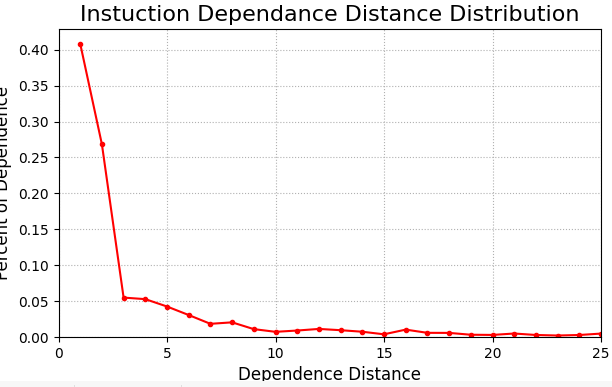 Instuction Dependance Distance Distribution
Percent of Dependence
0.40
0.35
0.30
0.25
0.20
0.15
0.10
0.05
0.00
0 5 10 15 20 25
Dependence Distance